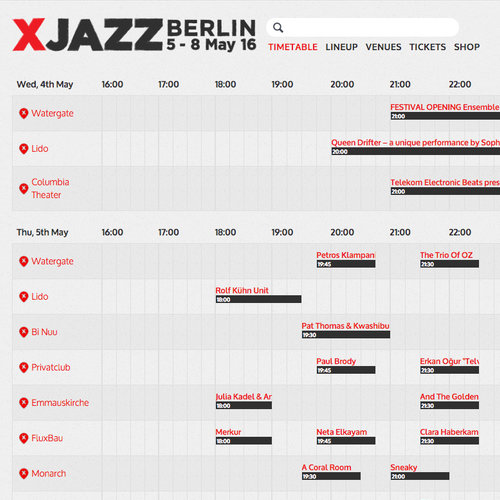 XJAZZ BERLIN
5 - 8 May 16
TIMETABLE LINEUP VENUES TICKETS SHOP
Wed, 4th May 16:00 17:00 18:00 19:00 20:00 21:00 22:00
Watergate
FESTIVAL OPENING Ensemble
21:00
Lido
Queen Drifter – a unique performance by Soph
20:00
Columbia
Theater
Telekom Electronic Beats pres
21:00
Thu, 5th May 16:00 17:00 18:00 19:00 20:00 21:00 22:00
Watergate
Petros Klampani The Trio Of OZ
19:45 21:30
Lido
Rolf Kühn Unit
18:00
Bi Nuu
Pat Thomas & Kwashibu
19:30
Privatclub
Paul Brody Erkan Oğur "Telv
19:45 21:30
Emmauskirche
Julia Kadel & Ar And The Golden
18:00 21:30
FluxBau
Merkur Neta Elkayam Clara Haberkam
18:00 19:45 21:30
Monarch
A Coral Room Sneaky
19:30 21:00